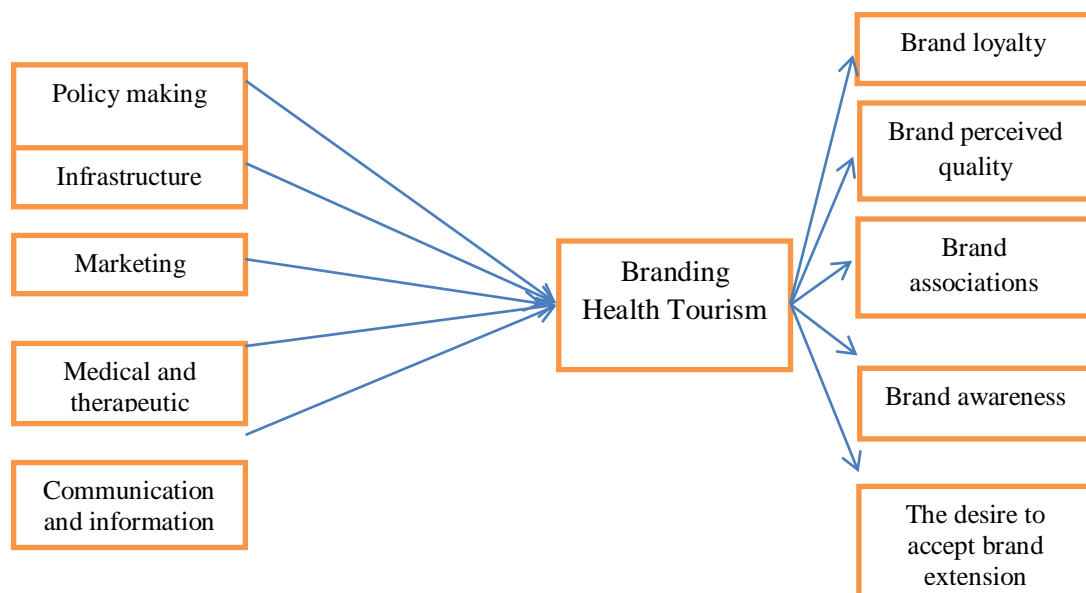 Policy making
Infrastructure
Marketing
Medical and
therapeutic
Communication
and information
Branding
Health Tourism
Brand loyalty
Brand perceived
quality
Brand
associations
Brand awareness
The desire to
accept brand
extension